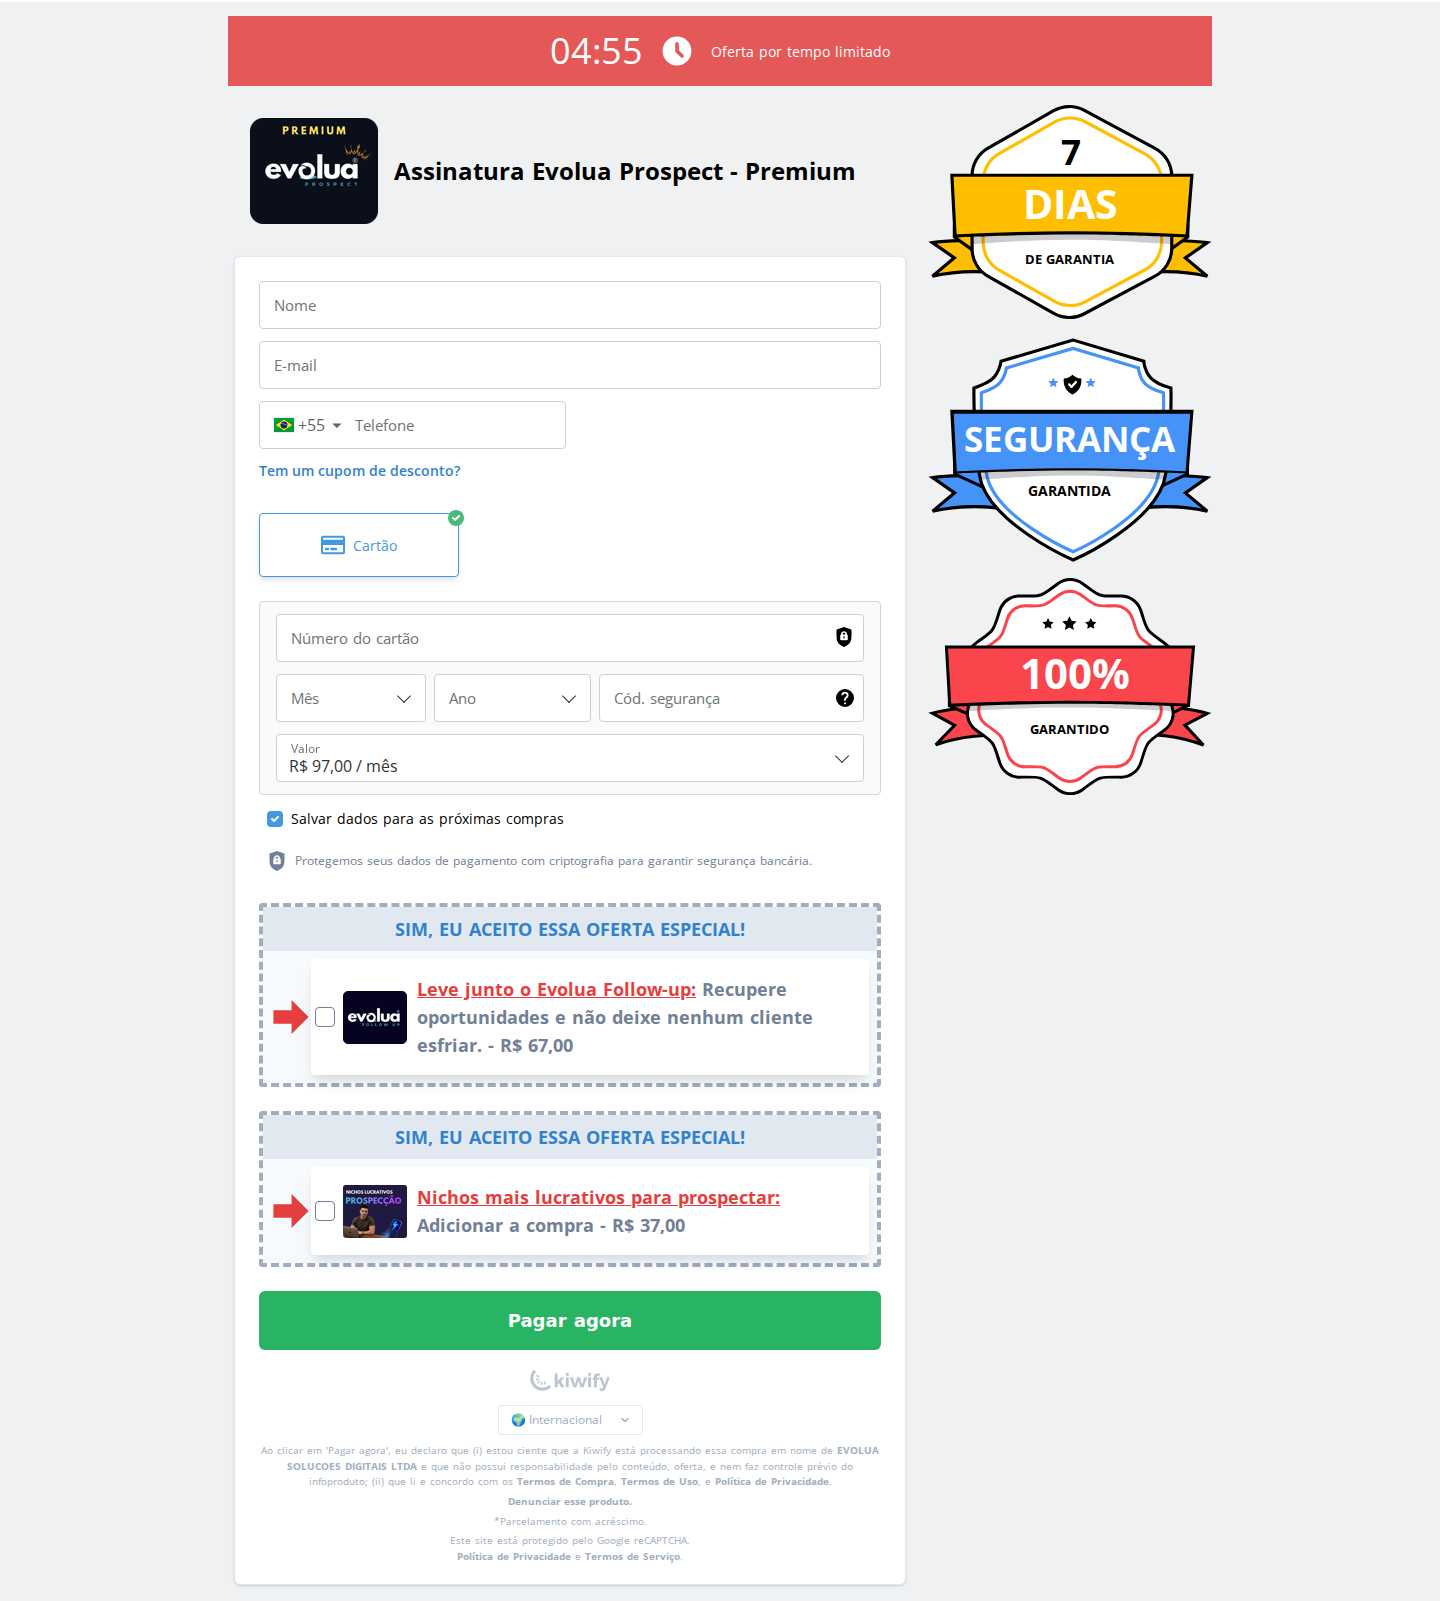 04:55 Oferta por tempo limitado
PREMIUM
evolua®
PROSPECT
Assinatura Evolua Prospect - Premium
7
DIAS
DE GARANTIA
Nome
E-mail
+55 Telefone
Tem um cupom de desconto?
Cartão
SEGURANÇA
GARANTIDA
Número do cartão
Mês Ano Cód. segurança
Valor
R$ 97,00 / mês
100%
GARANTIDO
Salvar dados para as próximas compras
Protegemos seus dados de pagamento com criptografia para garantir segurança bancária.
SIM, EU ACEITO ESSA OFERTA ESPECIAL!
evolua
FOLLOW UP
Leve junto o Evolua Follow-up: Recupere
oportunidades e não deixe nenhum cliente
esfriar. - R$ 67,00
SIM, EU ACEITO ESSA OFERTA ESPECIAL!
NICHOS LUCRATIVOS
PROSPECÇÃO
Nichos mais lucrativos para prospectar:
Adicionar a compra - R$ 37,00
Pagar agora
kiwify
Internacional
Ao clicar em 'Pagar agora', eu declaro que (i) estou ciente que a Kiwify está processando essa compra em nome de EVOLUA
SOLUCOES DIGITAIS LTDA e que não possui responsabilidade pelo conteúdo, oferta, e nem faz controle prévio do
infoproduto; (ii) que li e concordo com os Termos de Compra, Termos de Uso, e Política de Privacidade.
Denunciar esse produto.
*Parcelamento com acréscimo.
Este site está protegido pelo Google reCAPTCHA.
Política de Privacidade e Termos de Serviço.